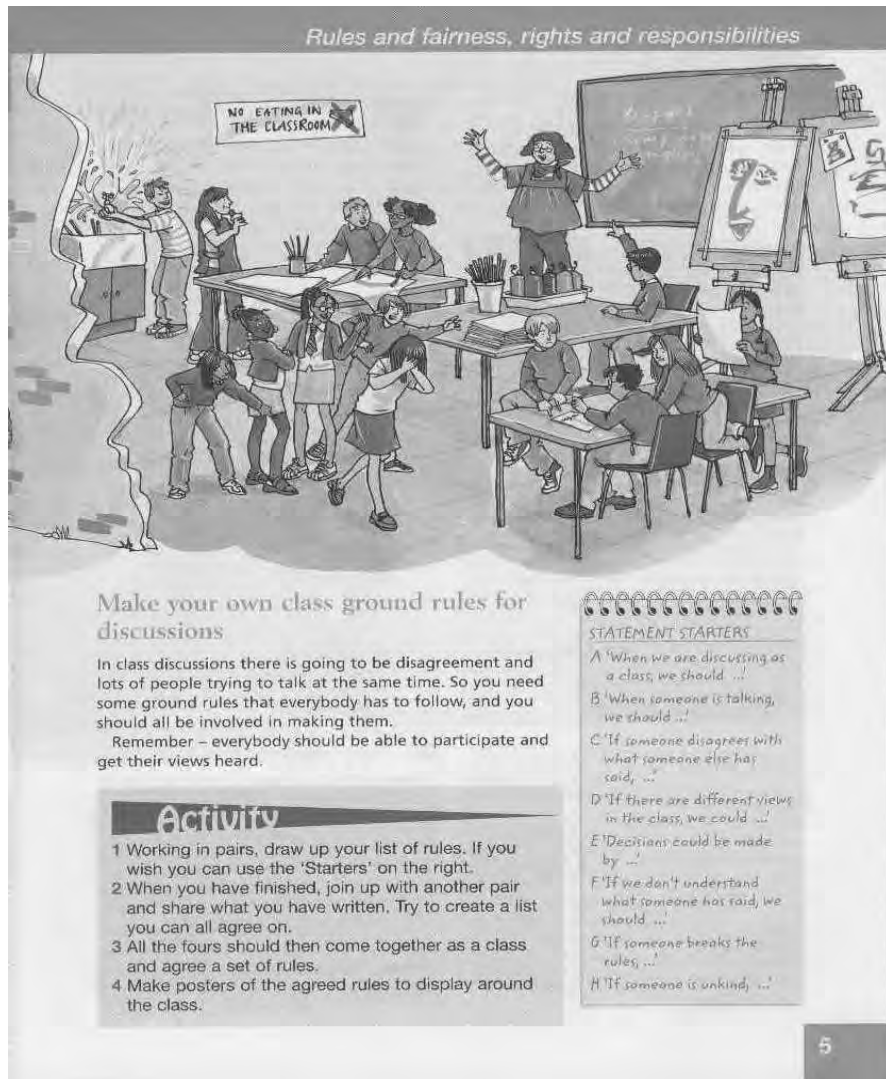 Rules and fairness, rights and responsibilities
NO EATING IN
THE CLASSROOM
Make your own class ground rules for
discussions
In class discussions there is going to be disagreement and
lots of people trying to talk at the same time. So you need
some ground rules that everybody has to follow, and you
should all be involved in making them.
Remember – everybody should be able to participate and
get their views heard.
Activity
1 Working in pairs, draw up your list of rules. If you
wish you can use the ‘Starters’ on the right.
2 When you have finished, join up with another pair
and share what you have written. Try to create a list
you can all agree on.
3 All the fours should then come together as a class
and agree a set of rules.
4 Make posters of the agreed rules to display around
the class.
STATEMENT STARTERS
A ‘When we are discussing as
a class, we should ...’
B ‘When someone is talking,
we should ...’
C ‘If someone disagrees with
what someone else has
said, ...’
D ‘If there are different views
in the class, we could ...’
E ‘Decisions could be made
by ...’
F ‘If we don’t understand
what someone has said, we
should ...’
G ‘If someone breaks the
rules, ...’
H ‘If someone is unkind, ...’
5